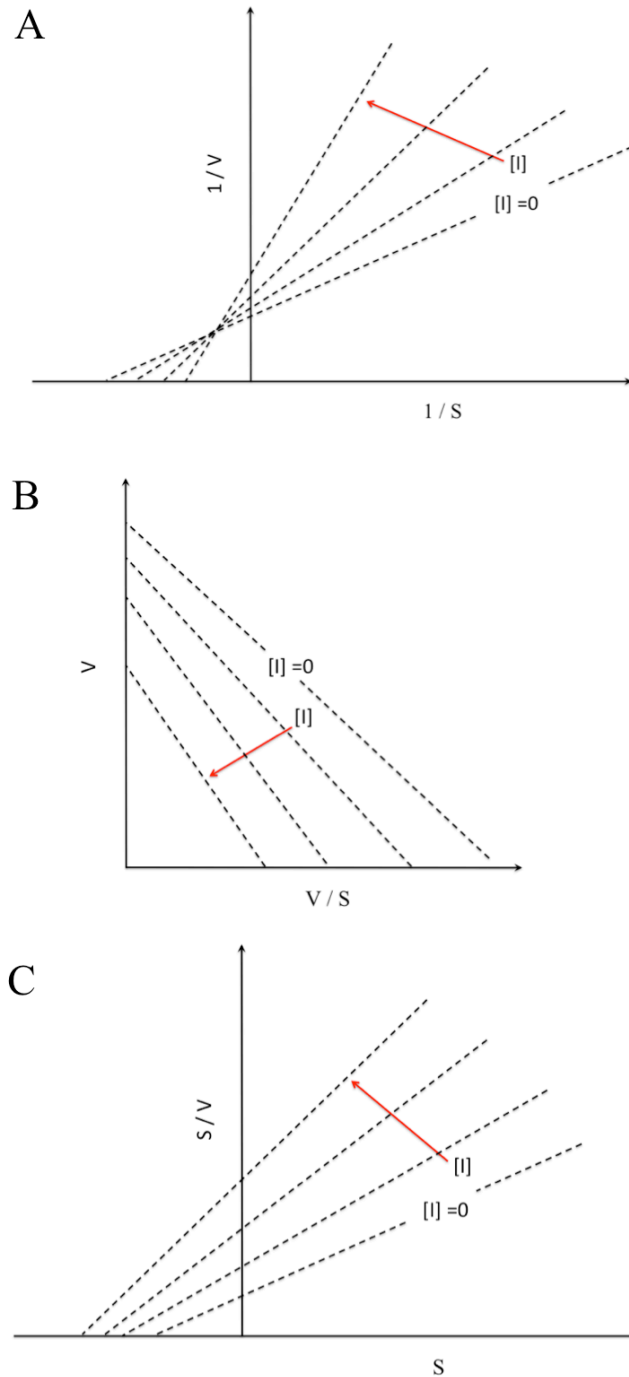 A
1 / V
[I]
[I] =0
1 / S
B
V
[I] =0
[I]
V / S
C
S / V
[I]
[I] =0
S